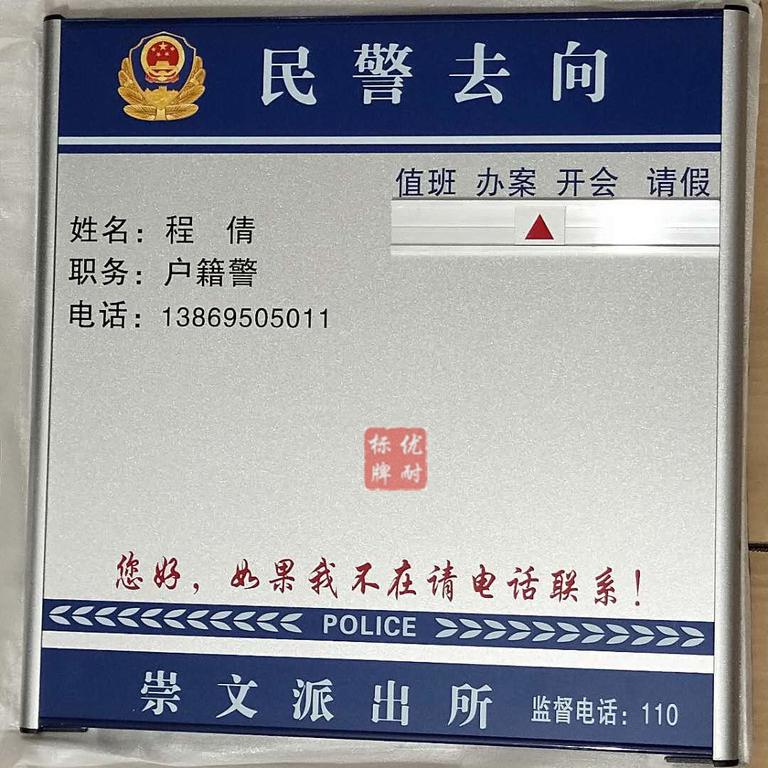 民警去向
值班 办案 开会 请假
姓名：程 倩
职务：户籍警
电话：13869505011
优耐
标牌
您好，如果我不在请电话联系！
POLICE
崇文派出所 监督电话：110